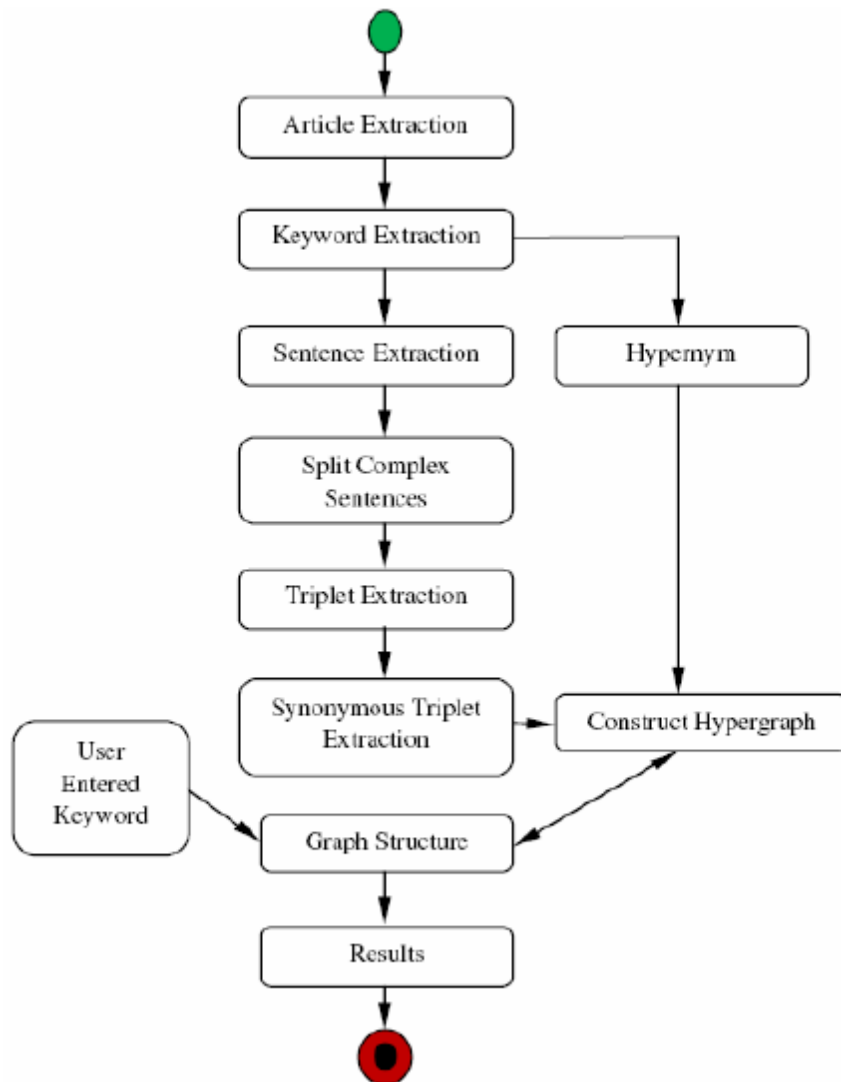 Article Extraction
Keyword Extraction
Sentence Extraction
Hypernym
Split Complex
Sentences
Triplet Extraction
Synonymous Triplet
Extraction
Construct Hypergraph
User
Entered
Keyword
Graph Structure
Results